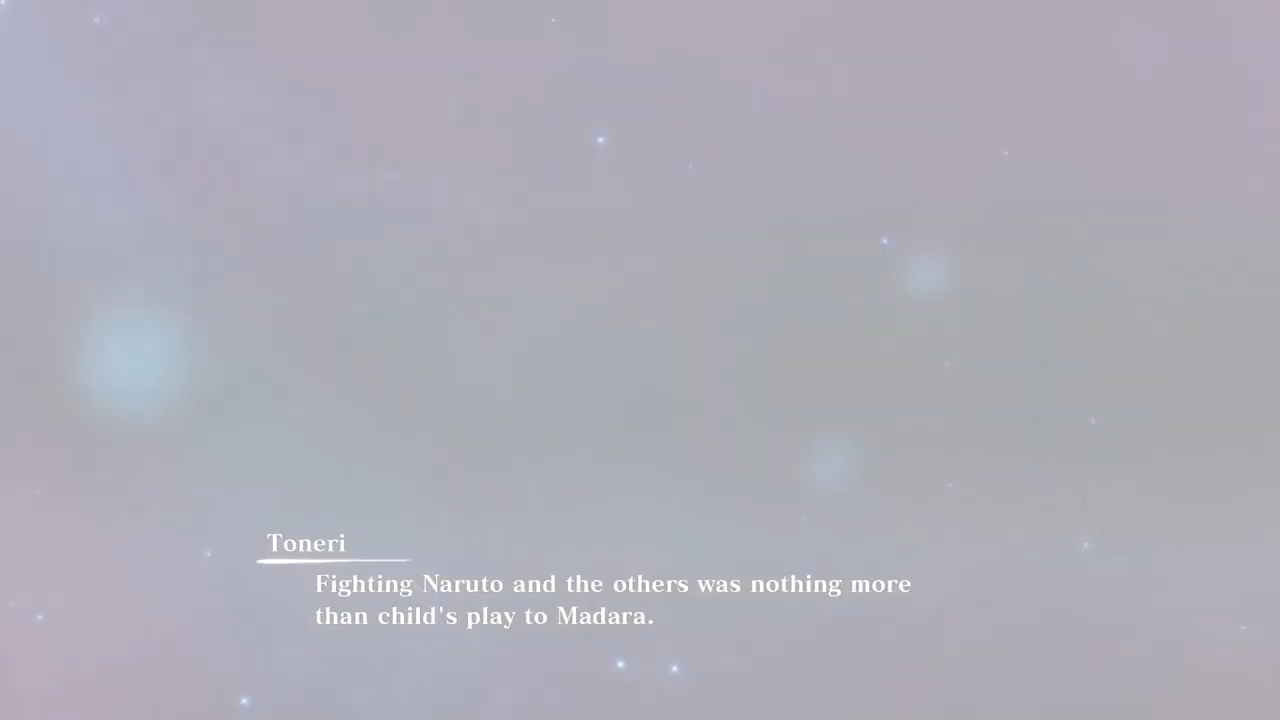 Toneri
Fighting Naruto and the others was nothing more
than child's play to Madara.